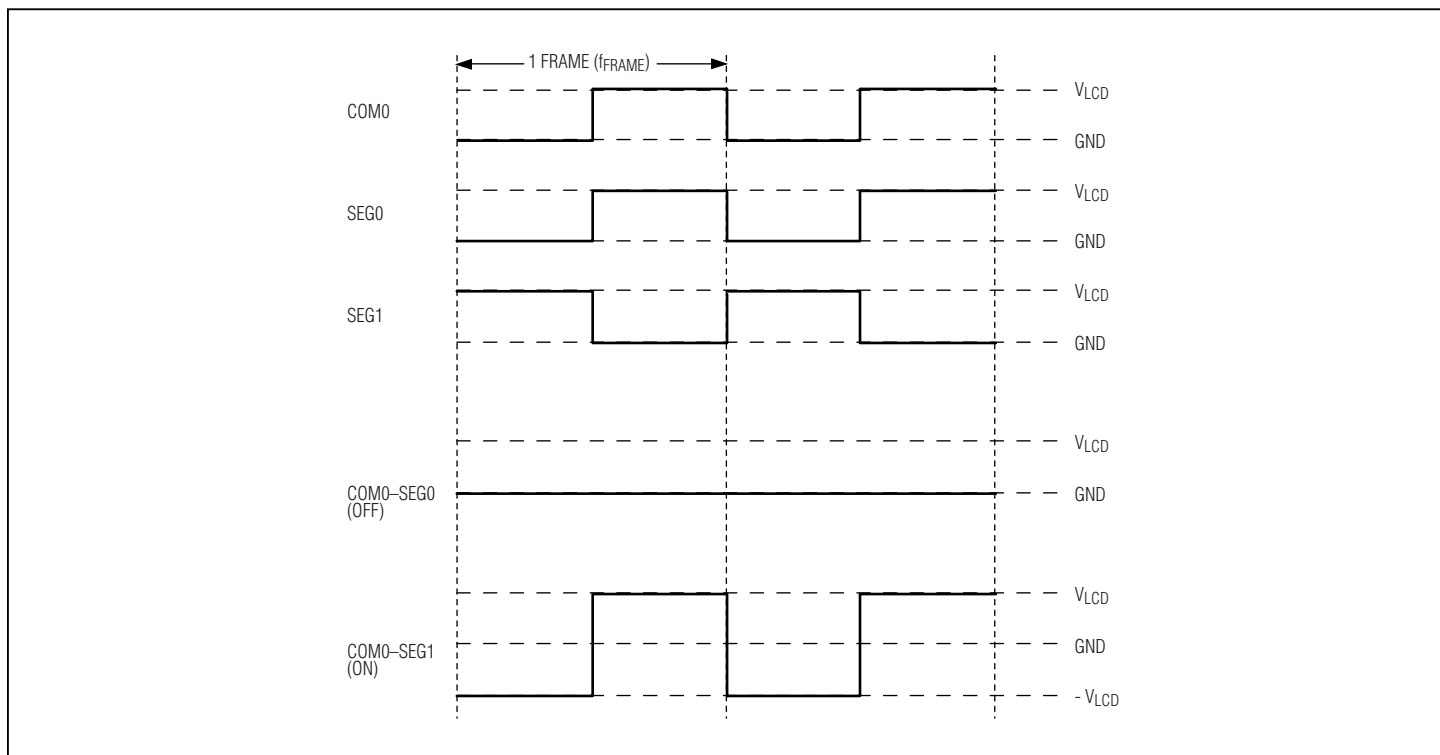 1 FRAME (fFRAME)
COM0
VLCD
GND
SEG0
VLCD
GND
SEG1
VLCD
GND
VLCD
COM0–SEG0
(OFF)
GND
VLCD
COM0–SEG1
(ON)
GND
- VLCD